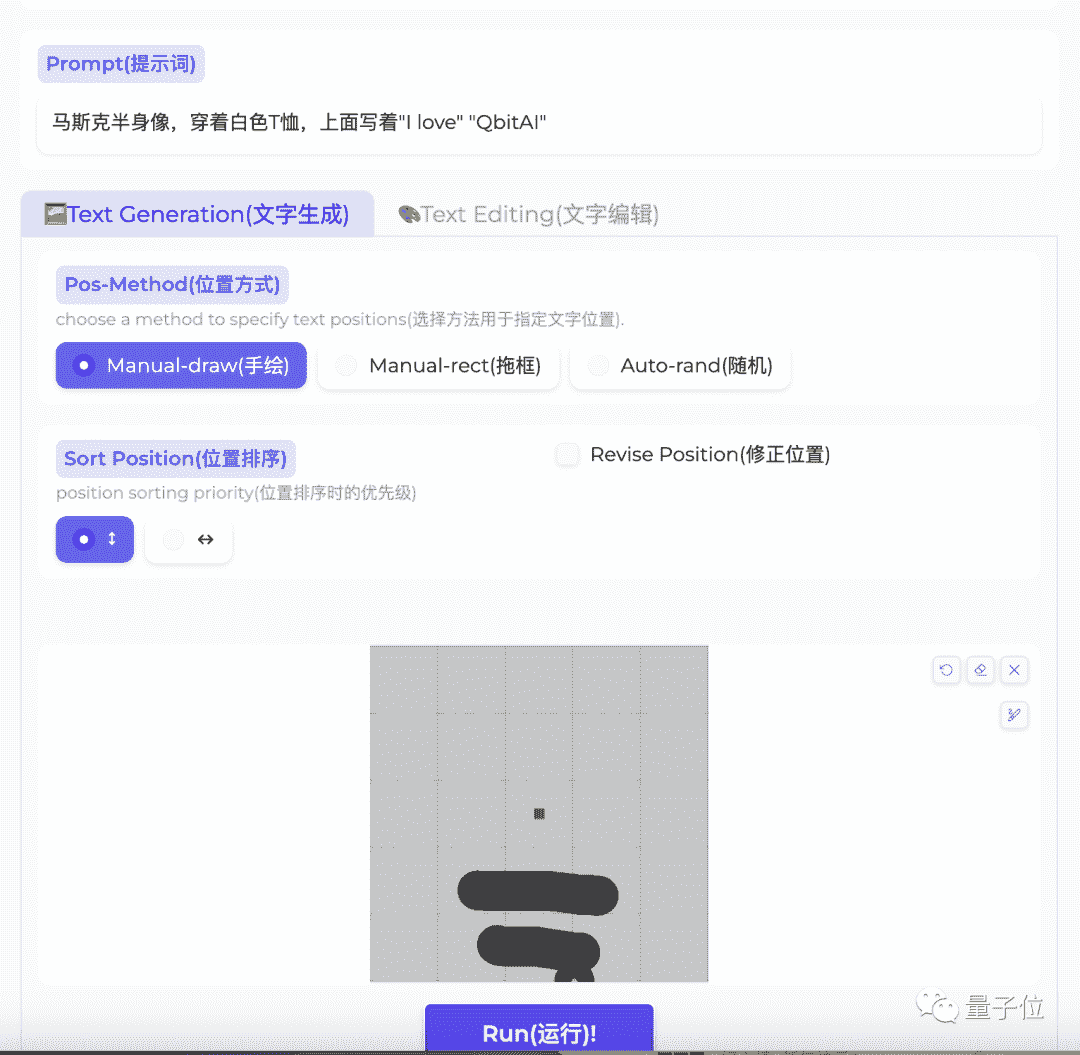 Prompt(提示词)
马斯克半身像，穿着白色T恤，上面写着"I love" "QbitAI"
Text Generation(文字生成)
Text Editing(文字编辑)
Pos-Method(位置方式)
choose a method to specify text positions(选择方法用于指定文字位置).
Manual-draw(手绘)
Manual-rect(拖框)
Auto-rand(随机)
Sort Position(位置排序)
Revise Position(修正位置)
position sorting priority(位置排序时的优先级)
↕
↔
量子位
Run(运行)!